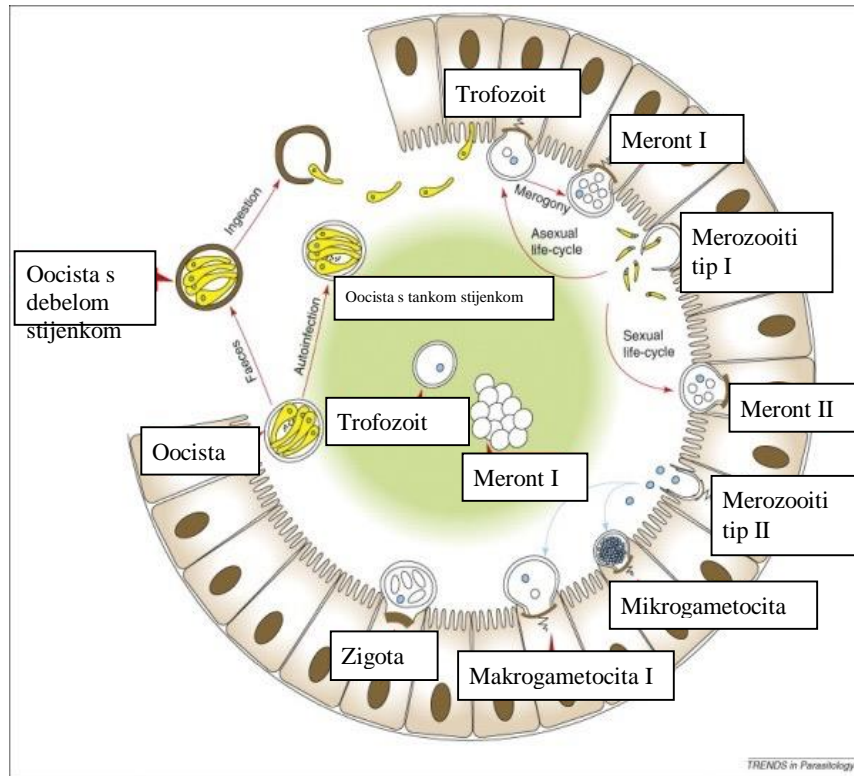 Trofozoit
Meront I
Merogony
Ingestion
Asexual
life-cycle
Merozooiti
tip I
Oocista s
debelom
stijenkom
Oocista s tankom stijenkom
Autoinfection
Faeces
Sexual
life-cycle
Meront II
Trofozoit
Oocista
Meront I
Merozooiti
tip II
Mikrogametocita
Zigota
Makrogametocita I
TRENDS in Parasitology